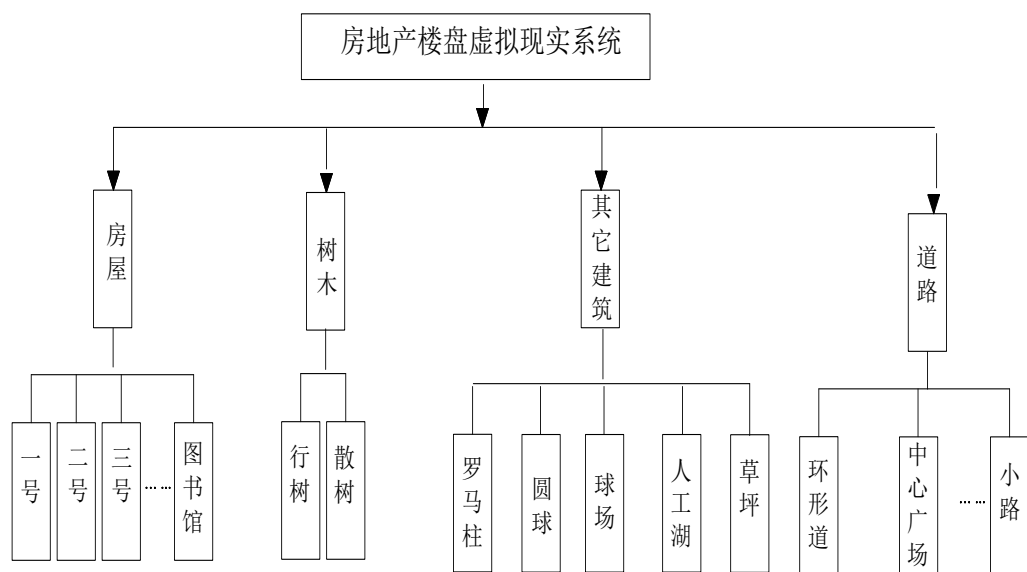 房地产楼盘虚拟现实系统
房屋
树木
其它建筑
道路
一号
二号
三号
……
图书馆
行树
散树
罗马柱
圆球
球场
人工湖
草坪
环形道
中心广场
……
小路